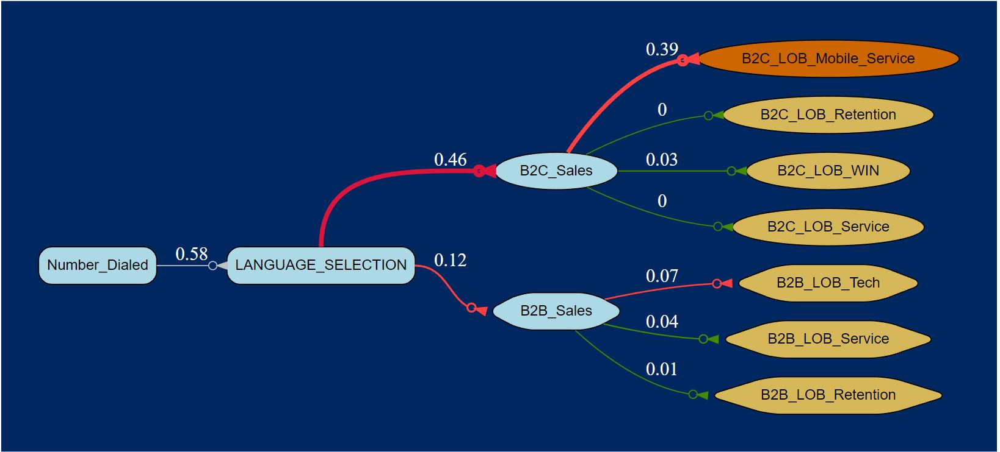 0.39
B2C_LOB_Mobile_Service
0
B2C_LOB_Retention
0.46
B2C_Sales
0.03
B2C_LOB_WIN
0
B2C_LOB_Service
Number_Dialed
0.58
LANGUAGE_SELECTION
0.12
B2B_Sales
0.07
B2B_LOB_Tech
0.04
B2B_LOB_Service
0.01
B2B_LOB_Retention